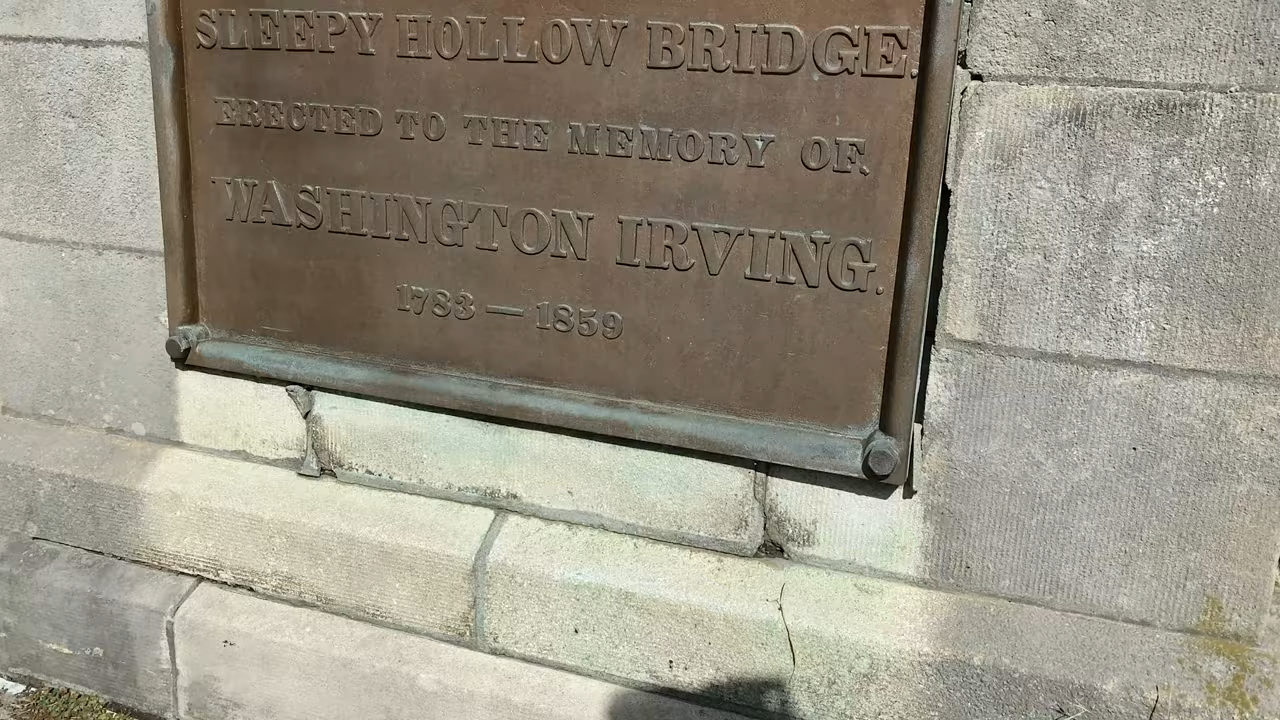 SLEEPY HOLLOW BRIDGE.
ERECTED TO THE MEMORY OF.
WASHINGTON IRVING.
1783 — 1859